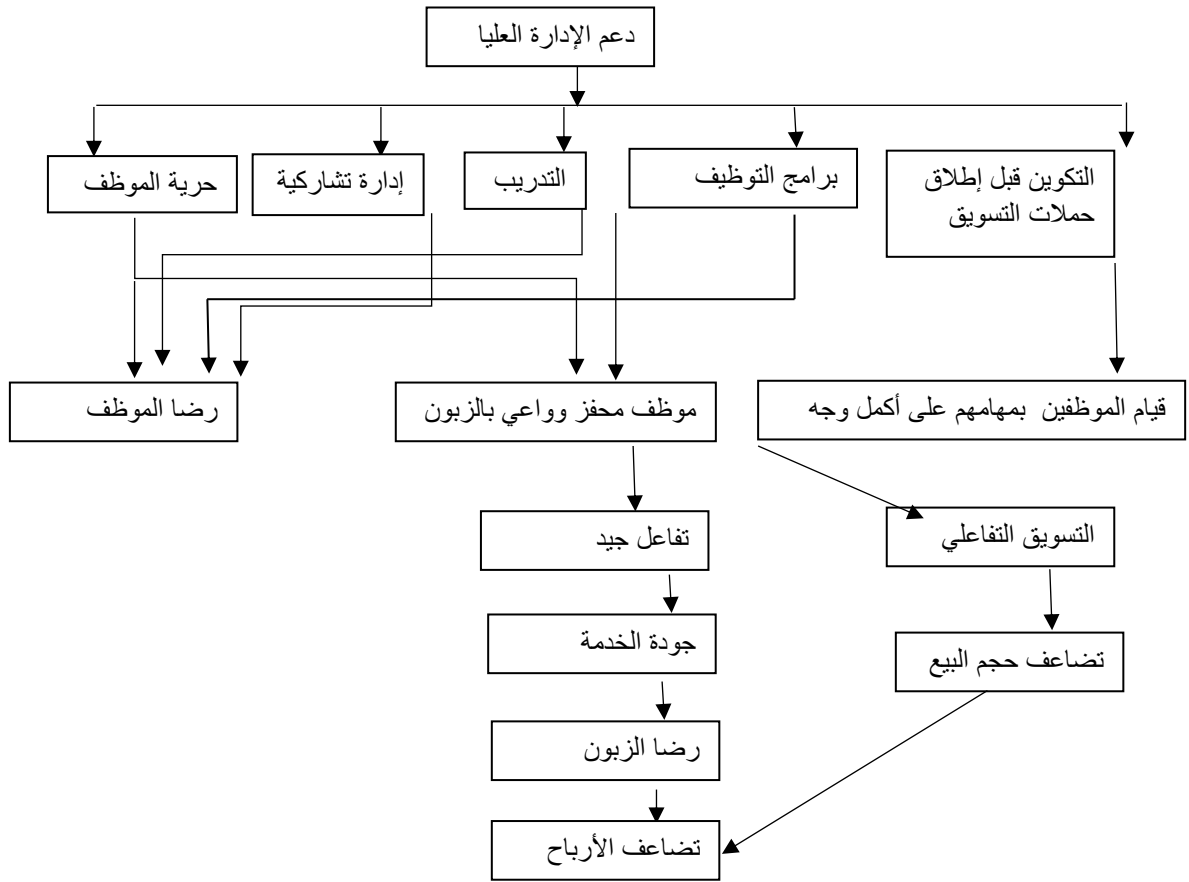 دعم الإدارة العليا
التكوين قبل إطلاق
حملات التسويق
برامج التوظيف
التدريب
إدارة تشاركية
حرية الموظف
قيام الموظفين بمهامهم على أكمل وجه
موظف محفز وواعي بالزبون
رضا الموظف
التسويق التفاعلي
تفاعل جيد
جودة الخدمة
تضاعف حجم البيع
رضا الزبون
تضاعف الأرباح